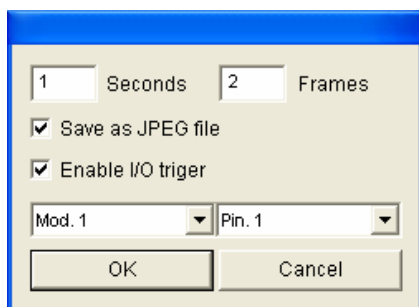 1 Seconds 2 Frames
Save as JPEG file
Enable I/O triger
Mod. 1 Pin. 1
OK Cancel